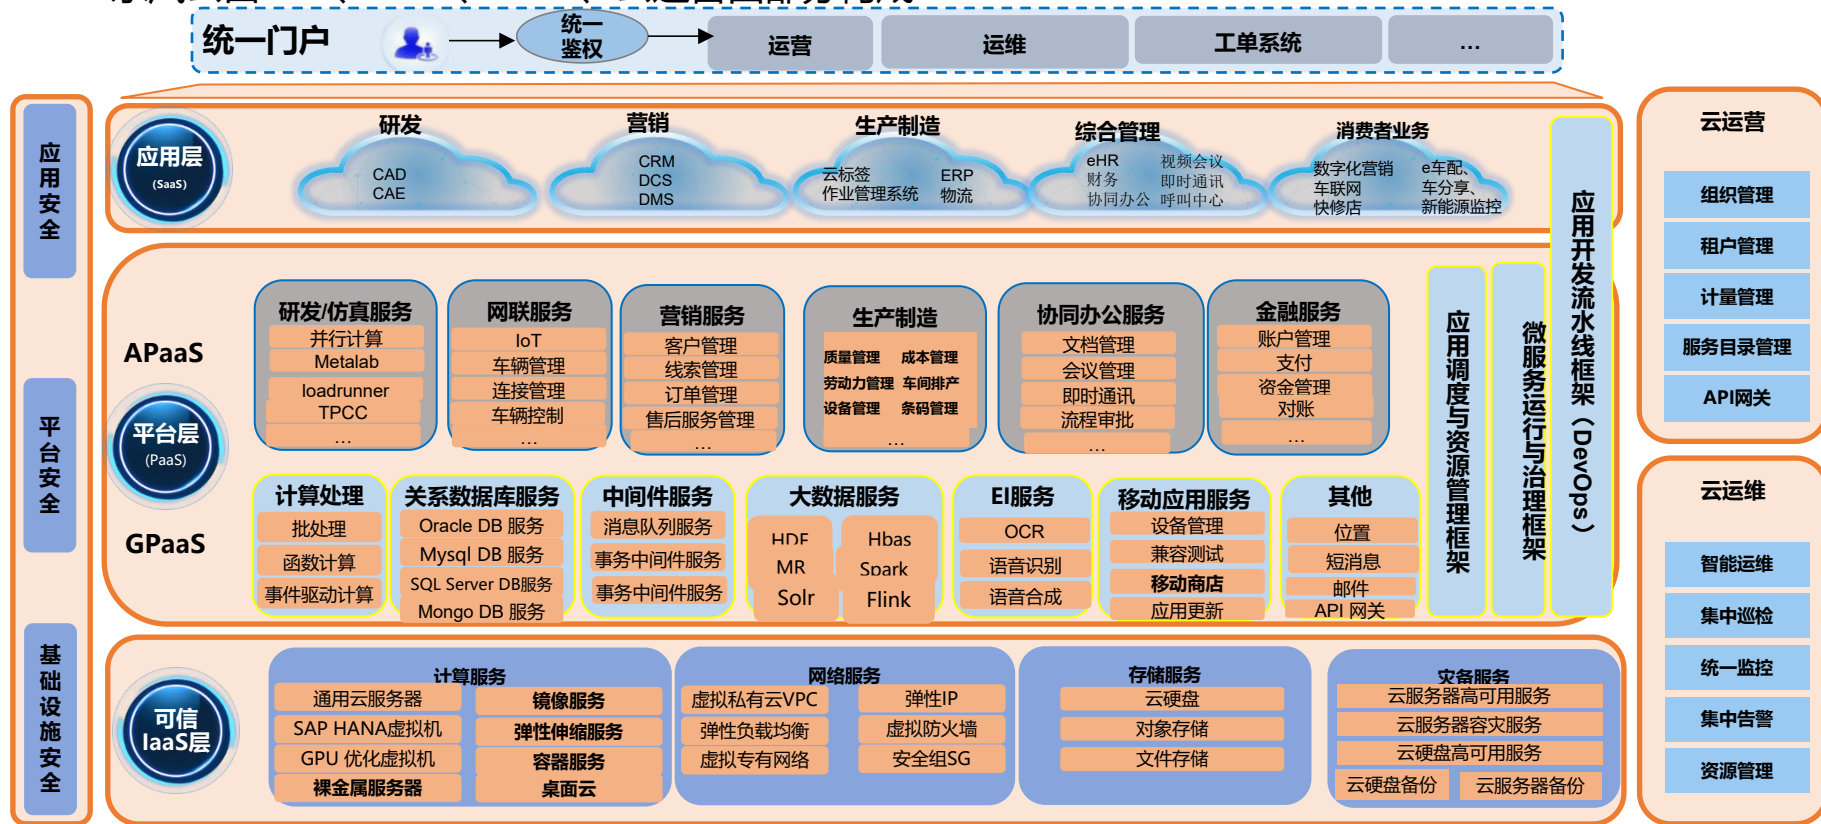 统一门户
统一
鉴权
运营
运维
工单系统
...
应用安全
平台安全
基础设施安全
应用层
(SaaS)
研发
CAD
CAE
营销
CRM
DCS
DMS
生产制造
云标签
作业管理系统
ERP
物流
综合管理
eHR
财务
协同办公
视频会议
即时通讯
呼叫中心
消费者业务
数字化营销
车联网
快修店
e车配、
车分享、
新能源监控
APaaS
平台层
(PaaS)
GPaaS
研发/仿真服务
并行计算
Metalab
loadrunner
TPCC
...
网联服务
IoT
车辆管理
连接管理
车辆控制
...
营销服务
客户管理
线索管理
订单管理
售后服务管理
...
生产制造
质量管理 成本管理
劳动力管理 车间排产
设备管理 条码管理
...
协同办公服务
文档管理
会议管理
即时通讯
流程审批
...
金融服务
账户管理
支付
资金管理
对账
...
计算处理
批处理
函数计算
事件驱动计算
关系数据库服务
Oracle DB 服务
Mysql DB 服务
SQL Server DB服务
Mongo DB 服务
中间件服务
消息队列服务
事务中间件服务
事务中间件服务
大数据服务
Hbas
MR
Spark
Solr
Flink
EI服务
OCR
语音识别
语音合成
移动应用服务
设备管理
兼容测试
移动商店
应用更新
其他
位置
短消息
邮件
API 网关
应用调度与资源管理框架
微服务运行与治理框架
应用开发流水线框架（DevOps）
可信
IaaS层
计算服务
通用云服务器
SAP HANA虚拟机
GPU 优化虚拟机
裸金属服务器
镜像服务
弹性伸缩服务
容器服务
桌面云
网络服务
虚拟私有云VPC
弹性负载均衡
虚拟专有网络
弹性IP
虚拟防火墙
安全组SG
存储服务
云硬盘
对象存储
文件存储
灾备服务
云服务器高可用服务
云服务器容灾服务
云硬盘高可用服务
云硬盘备份
云服务器备份
云运营
组织管理
租户管理
计量管理
服务目录管理
API网关
云运维
智能运维
集中巡检
统一监控
集中告警
资源管理